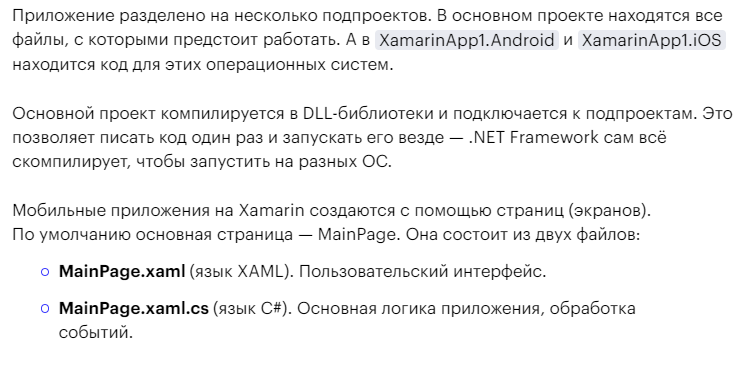 Приложение разделено на несколько подпроектов. В основном проекте находятся все
файлы, с которыми предстоит работать. А в XamarinApp1.Android и XamarinApp1.iOS
находится код для этих операционных систем.
Основной проект компилируется в DLL-библиотеки и подключается к подпроектам. Это
позволяет писать код один раз и запускать его везде — .NET Framework сам всё
скомпилирует, чтобы запустить на разных ОС.
Мобильные приложения на Xamarin создаются с помощью страниц (экранов).
По умолчанию основная страница — MainPage. Она состоит из двух файлов:
MainPage.xaml (язык XAML). Пользовательский интерфейс.
MainPage.xaml.cs (язык C#). Основная логика приложения, обработка
событий.